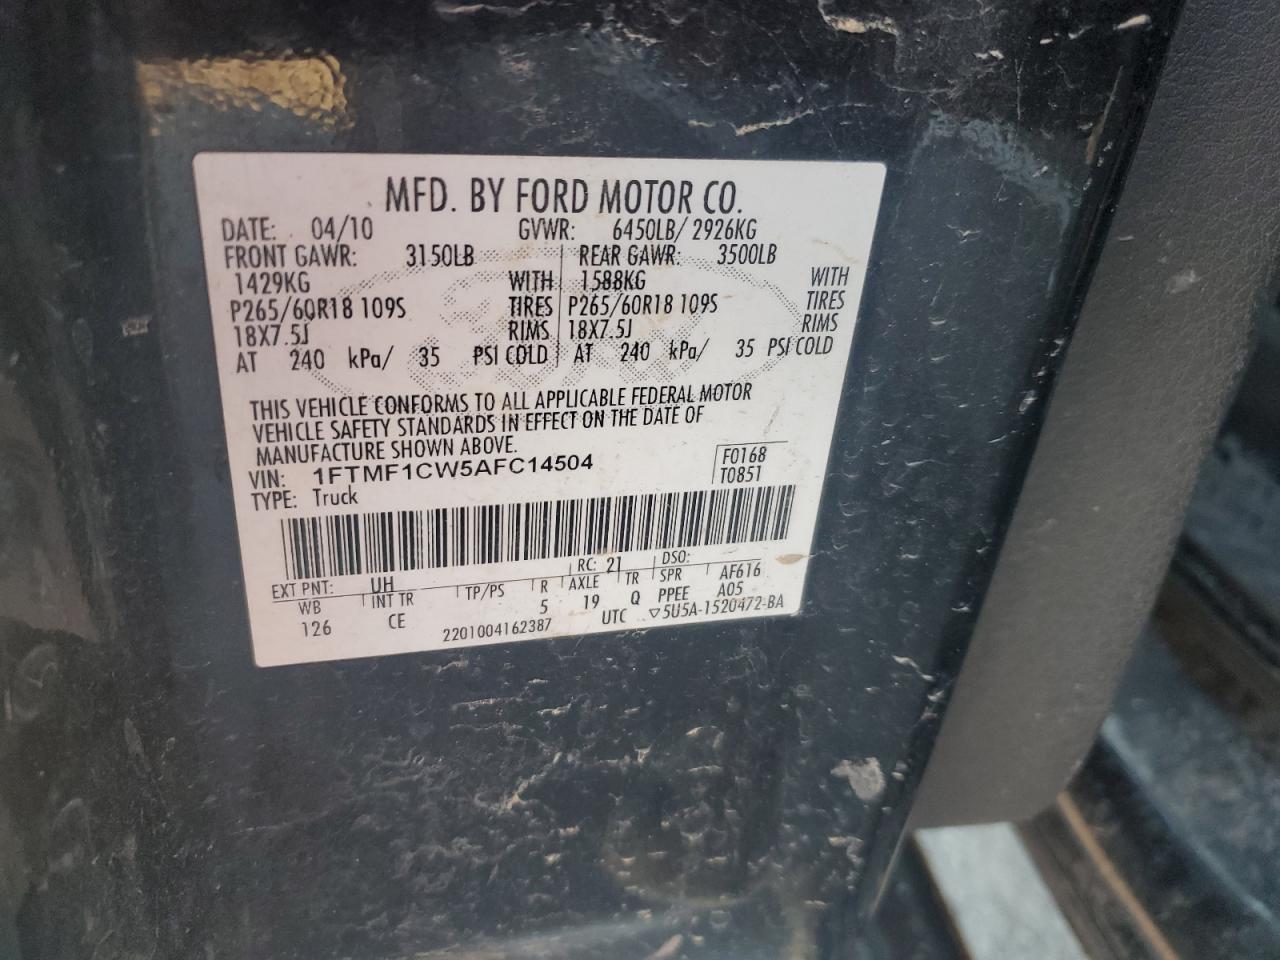 MFD. BY FORD MOTOR CO.
DATE: 04/10 GVWR: 6450LB/ 2926KG
FRONT GAWR: 3150LB REAR GAWR: 3500LB
1429KG WITH 1588KG WITH
P265/60R18 109S TIRES P265/60R18 109S TIRES
18X7.5J RIMS 18X7.5J RIMS
AT 240 kPa/ 35 PSI COLD AT 240 kPa/ 35 PSI COLD
THIS VEHICLE CONFORMS TO ALL APPLICABLE FEDERAL MOTOR
VEHICLE SAFETY STANDARDS IN EFFECT ON THE DATE OF
MANUFACTURE SHOWN ABOVE.
VIN: 1FTMF1CW5AFC14504 F0168
TYPE: Truck T0851
EXT PNT: UH RC: 21 DSO:
WB INT TR TP/PS R AXLE TR SPR AF616
126 CE 5 19 Q PPEE A05
2201004162387 UTC ▽5U5A-1520472-BA